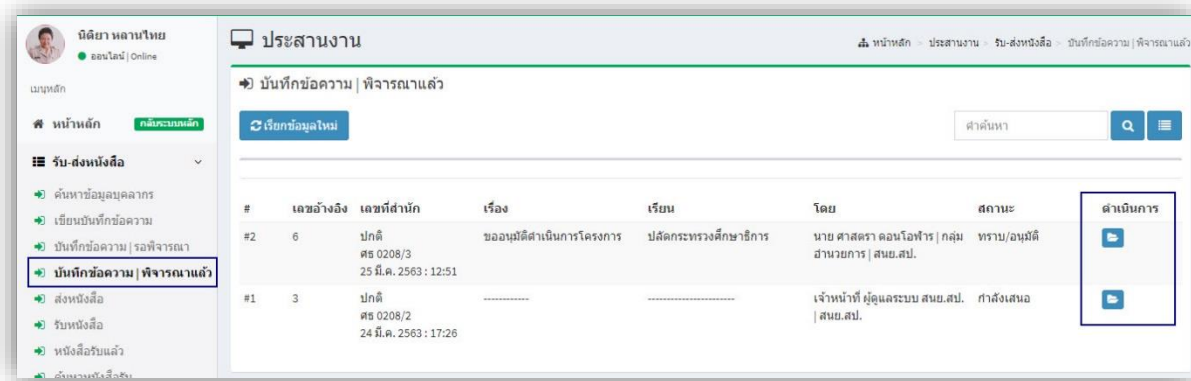 นิติยา หลานไทย
ออนไลน์ | Online
เมนูหลัก
หน้าหลัก กลับระบบหลัก
รับ-ส่งหนังสือ
ค้นหาข้อมูลบุคลากร
เขียนบันทึกข้อความ
บันทึกข้อความ | รอพิจารณา
บันทึกข้อความ | พิจารณาแล้ว
ส่งหนังสือ
รับหนังสือ
หนังสือรับแล้ว
ค้นหาหนังสือรับ
ประสานงาน
หน้าหลัก > ประสานงาน > รับ-ส่งหนังสือ > บันทึกข้อความ | พิจารณาแล้ว
บันทึกข้อความ | พิจารณาแล้ว
เรียกข้อมูลใหม่
คำค้นหา
# เลขอ้างอิง เลขที่สำนัก เรื่อง เรียน โดย สถานะ ดำเนินการ
#2 6 ปกติ ขออนุมัติดำเนินการโครงการ ปลัดกระทรวงศึกษาธิการ นาย ศาสตรา ดอนโอฬาร | กลุ่ม ทราบ/อนุมัติ
ศธ 0208/3 อำนวยการ | สนย.สป.
25 มี.ค. 2563 : 12:51
#1 3 ปกติ ------------ ----------------------- เจ้าหน้าที่ ผู้ดูแลระบบ สนย.สป. กำลังเสนอ
ศธ 0208/2 | สนย.สป.
24 มี.ค. 2563 : 17:26